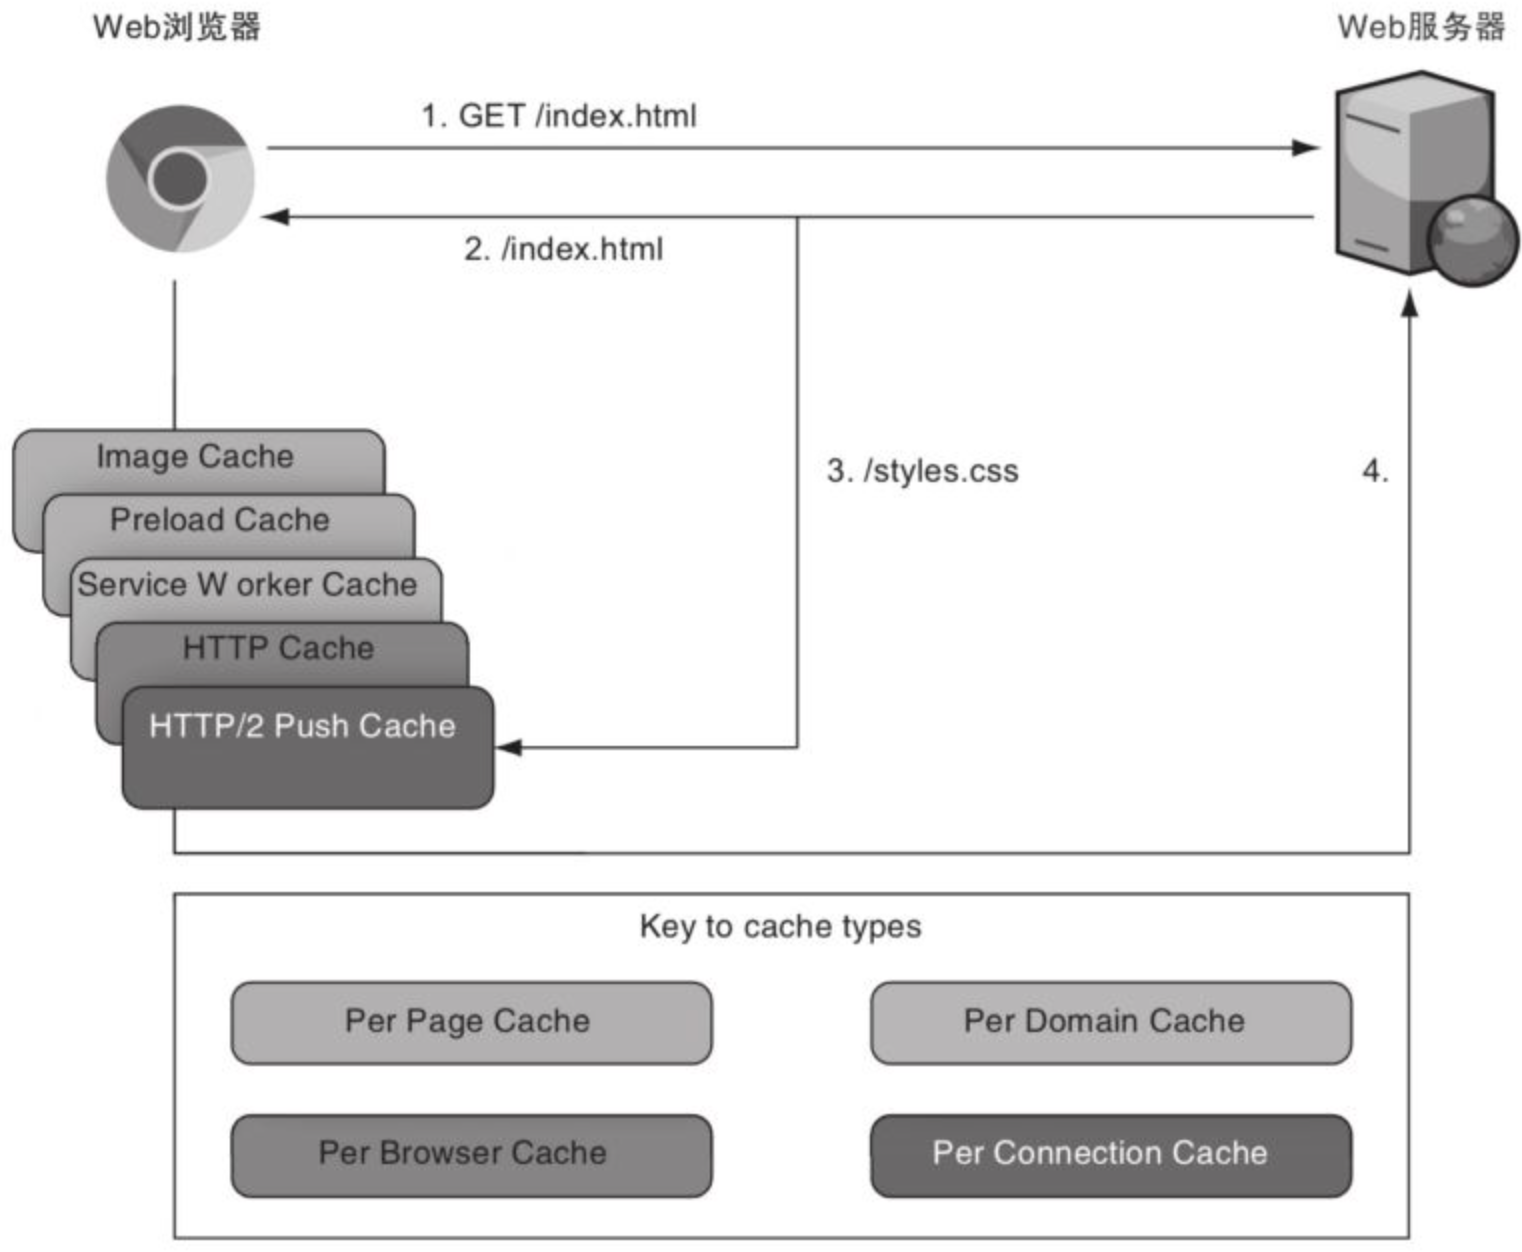 Web浏览器
Web服务器
1. GET /index.html
2. /index.html
3. /styles.css
4.
Image Cache
Preload Cache
Service W orker Cache
HTTP Cache
HTTP/2 Push Cache
Key to cache types
Per Page Cache
Per Domain Cache
Per Browser Cache
Per Connection Cache